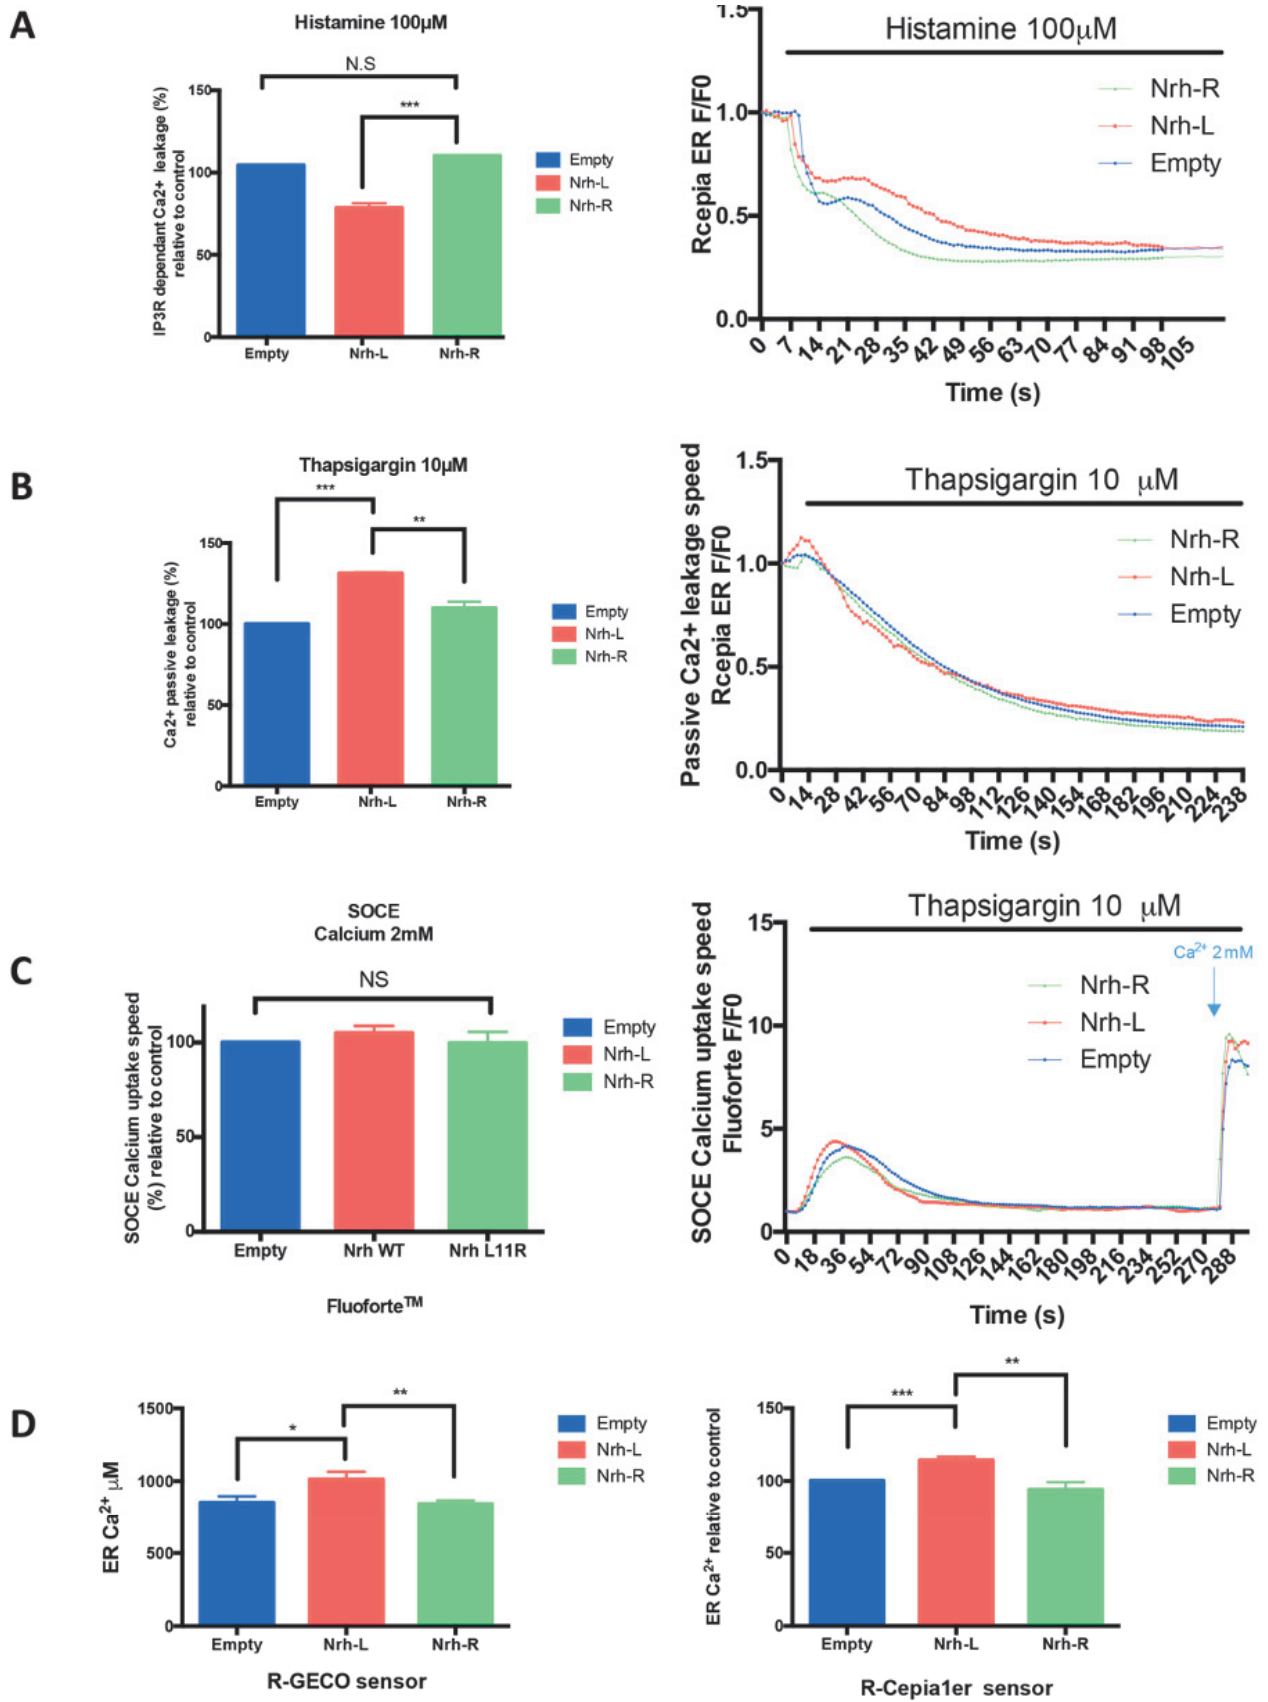 A
Histamine 100µM
N.S
***
IP3R dependant Ca2+ leakage (%)
relative to control
150
100
50
0
Empty
Nrh-L
Nrh-R
Empty
Nrh-L
Nrh-R
Histamine 100µM
Rcepia ER F/F0
1.5
1.0
0.5
0.0
Nrh-R
Nrh-L
Empty
0 7 14 21 28 35 42 49 56 63 70 77 84 91 98 105
Time (s)
B
Thapsigargin 10µM
***
**
Ca2+ passive leakage (%)
relative to control
150
100
50
0
Empty
Nrh-L
Nrh-R
Empty
Nrh-L
Nrh-R
Thapsigargin 10 µM
Passive Ca2+ leakage speed
Rcepia ER F/F0
1.5
1.0
0.5
0.0
Nrh-R
Nrh-L
Empty
0 14 28 42 56 70 84 98 112 126 140 154 168 182 196 210 224 238
Time (s)
C
SOCE
Calcium 2mM
NS
SOCE Calcium uptake speed
(%) relative to control
100
50
0
Empty
Nrh-L
Nrh-R
Empty
Nrh WT
Nrh L11R
Fluoforte™
Thapsigargin 10 µM
Ca²⁺ 2 mM
SOCE Calcium uptake speed
Fluoforte F/F0
15
10
5
0
Nrh-R
Nrh-L
Empty
0 18 36 54 72 90 108 126 144 162 180 198 216 234 252 270 288
Time (s)
D
*
**
ER Ca²⁺ µM
1500
1000
500
0
Empty
Nrh-L
Nrh-R
Empty
Nrh-L
Nrh-R
R-GECO sensor
***
**
ER Ca²⁺ relative to control
150
100
50
0
Empty
Nrh-L
Nrh-R
Empty
Nrh-L
Nrh-R
R-Cepia1er sensor